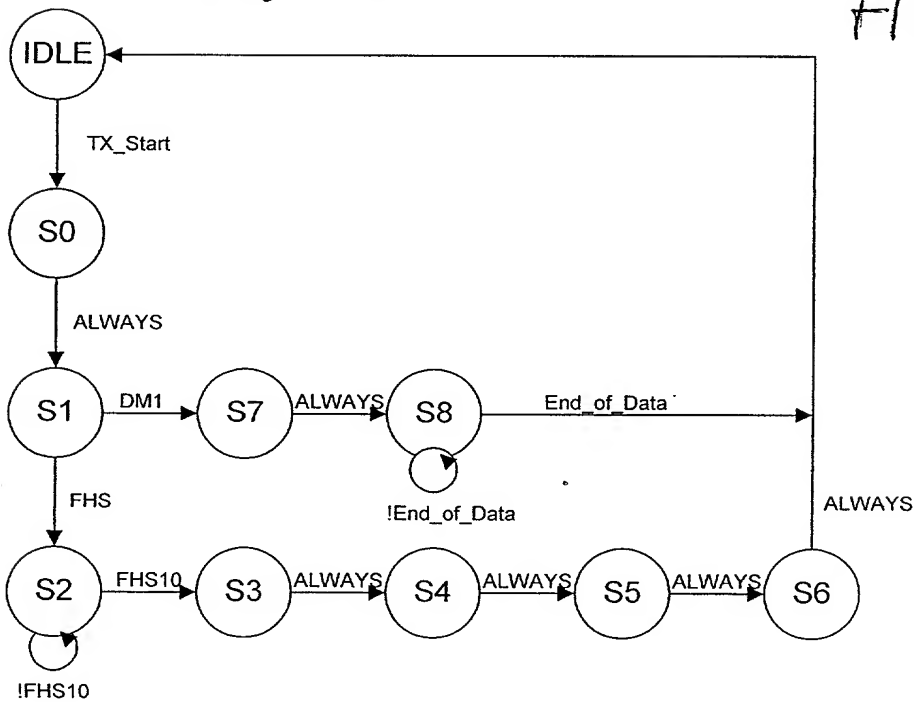 IDLE
TX_Start
S0
ALWAYS
S1
DM1
S7
ALWAYS
S8
End_of_Data
!End_of_Data
FHS
ALWAYS
S2
FHS10
S3
ALWAYS
S4
ALWAYS
S5
ALWAYS
S6
!FHS10